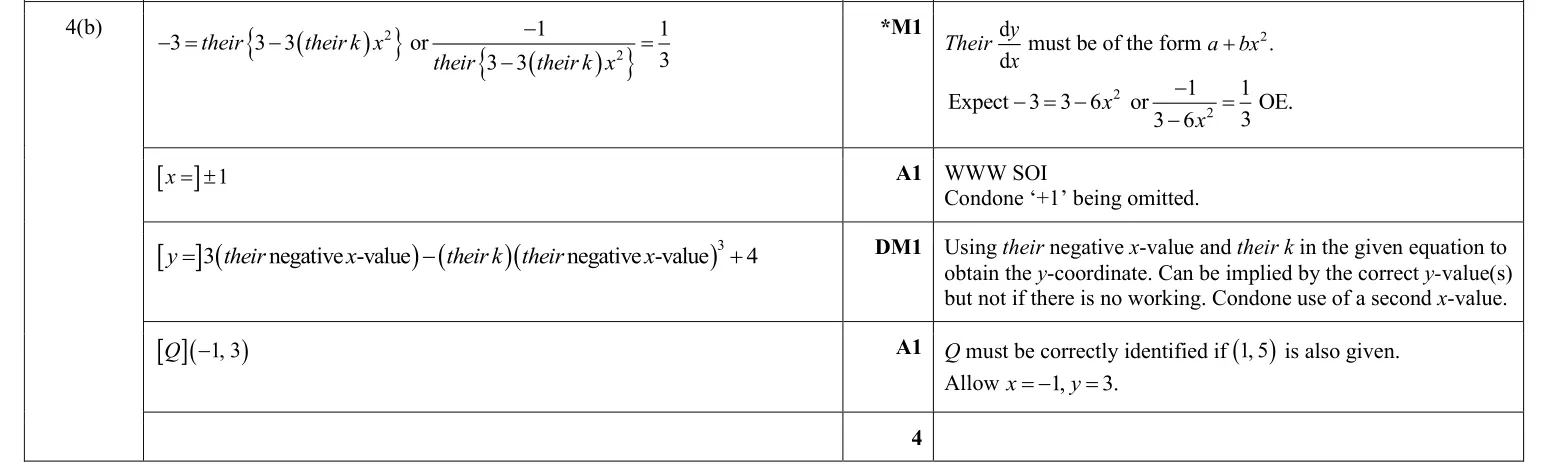 4(b)
−3 = their{3 − 3(their k)x²} or −1/their{3 − 3(their k)x²} = 1/3
*M1
Their dy/dx must be of the form a + bx².
Expect −3 = 3 − 6x² or −1/(3 − 6x²) = 1/3 OE.
[x =] ±1
A1
WWW SOI
Condone ‘+1’ being omitted.
[y =] 3(their negative x-value) − (their k)(their negative x-value)³ + 4
DM1
Using their negative x-value and their k in the given equation to
obtain the y-coordinate. Can be implied by the correct y-value(s)
but not if there is no working. Condone use of a second x-value.
[Q](−1, 3)
A1
Q must be correctly identified if (1, 5) is also given.
Allow x = −1, y = 3.
4